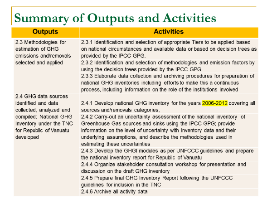 Summary of Outputs and Activities
Outputs
Activities
2.3 Methodologies for
estimation of GHG
emissions and removals
selected and applied
2.3.1 Identification and selection of appropriate Tiers to be applied based
on national circumstances and available data or based on decision trees as
provided by the IPCC GPG.
2.3.2 Identification and selection of methodologies and emission factors by
using the decision trees provided by the IPCC GPG
2.3.3 Elaborate data collection and archiving procedures for preparation of
national GHG inventories including efforts to make this a continuous
process, including information on the role of the institutions involved
2.4 GHG data sources
identified and data
collected, analysed and
compiled; National GHG
Inventory under the TNC
for Republic of Vanuatu
developed
2.4.1 Develop national GHG inventory for the years 2006-2010 covering all
sources and removals categories.
2.4.2 Carry-out an uncertainty assessment of the national inventory of
Greenhouse Gas sources and sinks using the IPCC GPG; provide
information on the level of uncertainty with inventory data and their
underlying assumptions, and describe the methodologies used in
estimating these uncertainties
2.4.3 Develop the GHGI modules as per UNFCCC guidelines and prepare
the national inventory report for Republic of Vanuatu
2.4.4 Organize stakeholder consultation workshop for presentation and
discussion on the draft GHG inventory
2.4.5 Prepare final GHG Inventory Report following the UNFCCC
guidelines for inclusion in the TNC
2.4.6 Archive all activity data